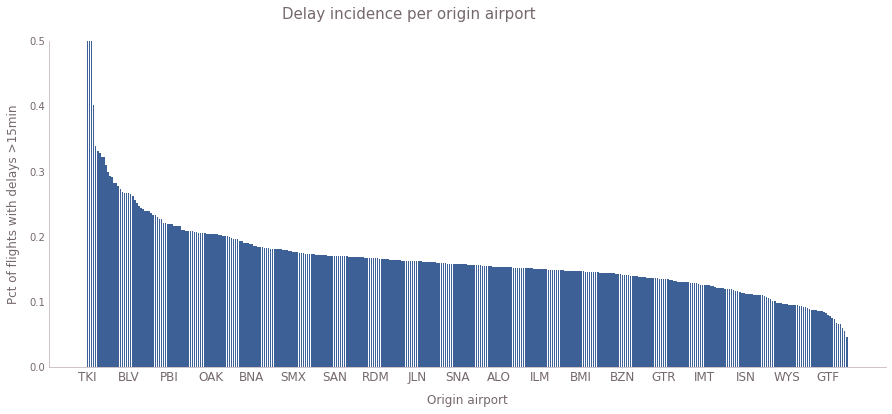 Delay incidence per origin airport
Pct of flights with delays >15min
0.5
0.4
0.3
0.2
0.1
0.0
TKI BLV PBI OAK BNA SMX SAN RDM JLN SNA ALO ILM BMI BZN GTR IMT ISN WYS GTF
Origin airport